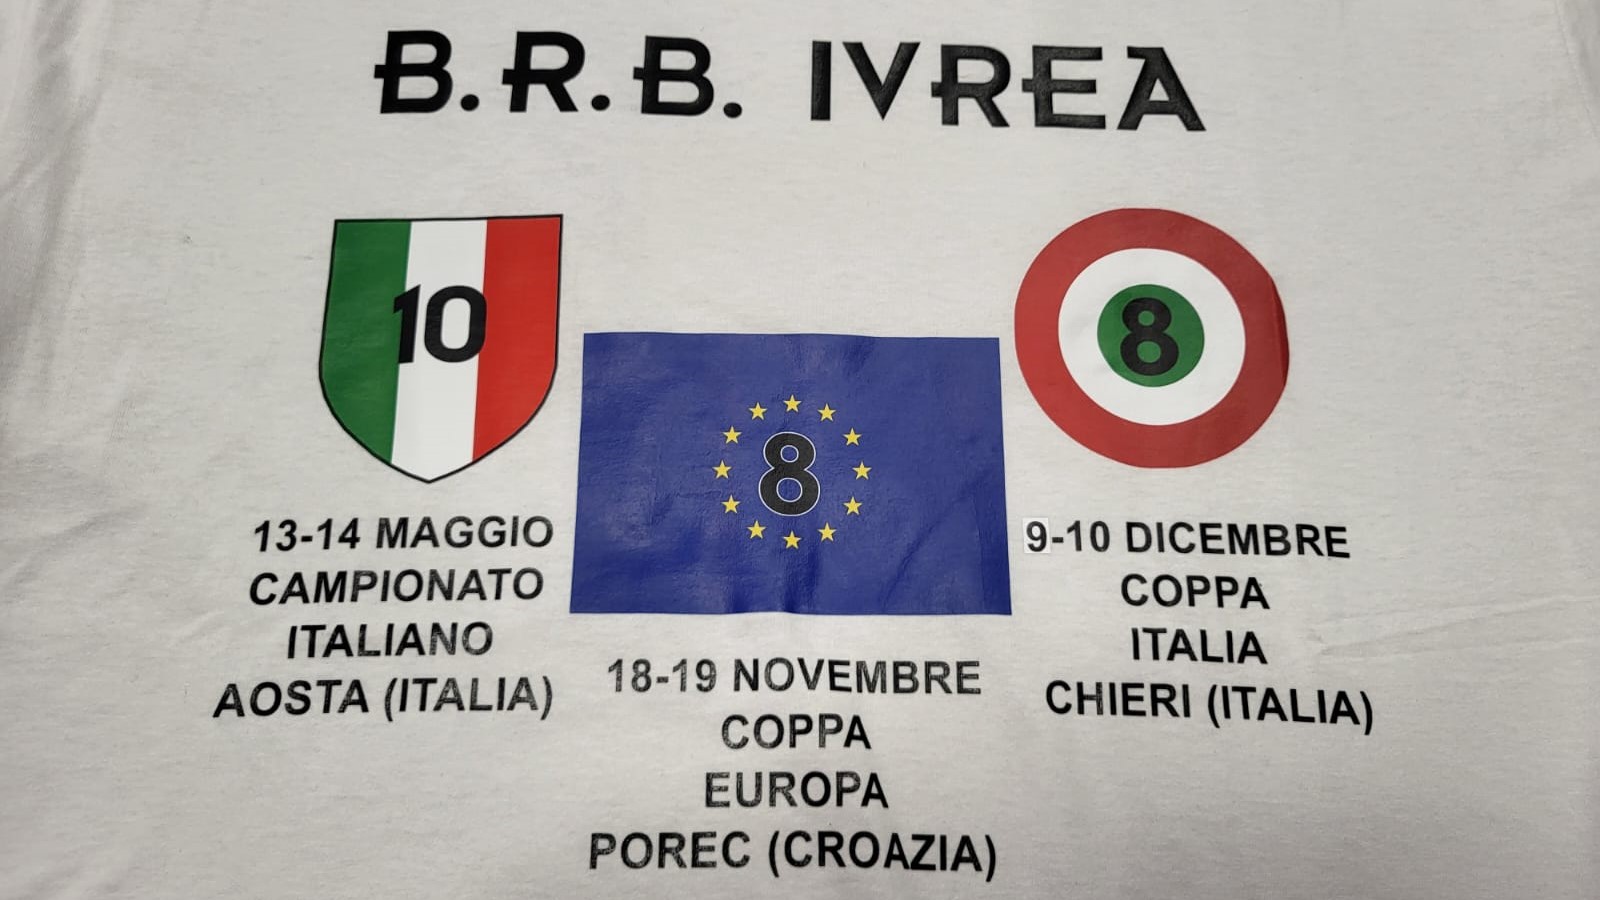 B.R.B. IVREA
10
13-14 MAGGIO
CAMPIONATO
ITALIANO
AOSTA (ITALIA)
8
18-19 NOVEMBRE
COPPA
EUROPA
POREC (CROAZIA)
8
9-10 DICEMBRE
COPPA
ITALIA
CHIERI (ITALIA)